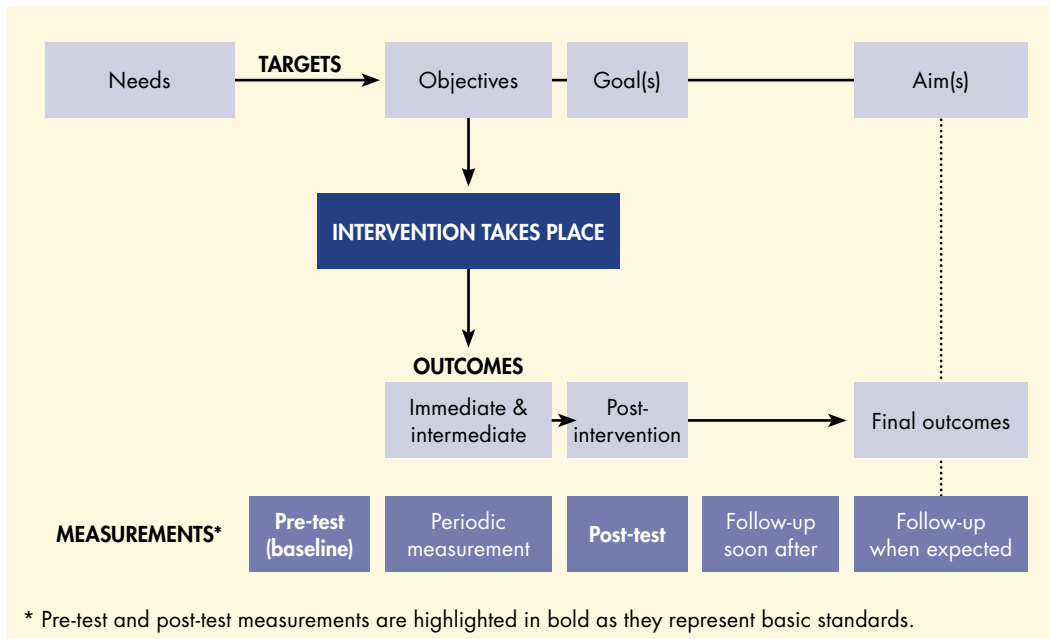 TARGETS
Needs
Objectives
Goal(s)
Aim(s)
INTERVENTION TAKES PLACE
OUTCOMES
Immediate &
intermediate
Post-
intervention
Final outcomes
MEASUREMENTS*
Pre-test
(baseline)
Periodic
measurement
Post-test
Follow-up
soon after
Follow-up
when expected
* Pre-test and post-test measurements are highlighted in bold as they represent basic standards.